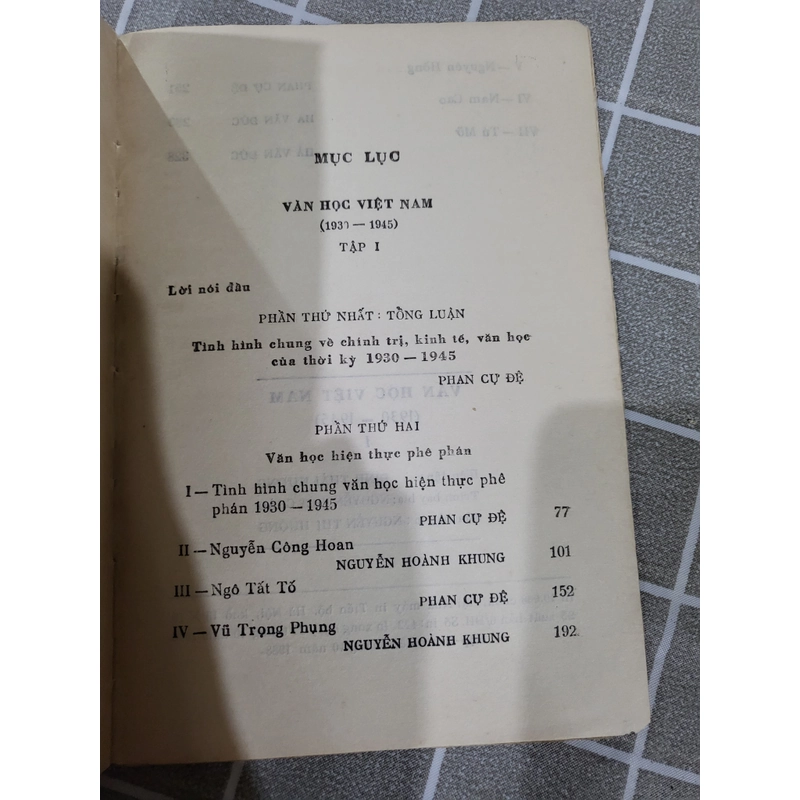 MỤC LỤC
VĂN HỌC VIỆT NAM
(1930 — 1945)
TẬP I
Lời nói đầu
PHẦN THỨ NHẤT : TỔNG LUẬN
Tình hình chung về chính trị, kinh tế, văn học
của thời kỳ 1930 — 1945
PHAN CỰ ĐỆ
PHẦN THỨ HAI
Văn học hiện thực phê phán
I — Tình hình chung văn học hiện thực phê
phán 1930 — 1945
PHAN CỰ ĐỆ 77
II — Nguyễn Công Hoan
NGUYỄN HOÀNH KHUNG 101
III — Ngô Tất Tố
PHAN CỰ ĐỆ 152
IV — Vũ Trọng Phụng
NGUYỄN HOÀNH KHUNG 192